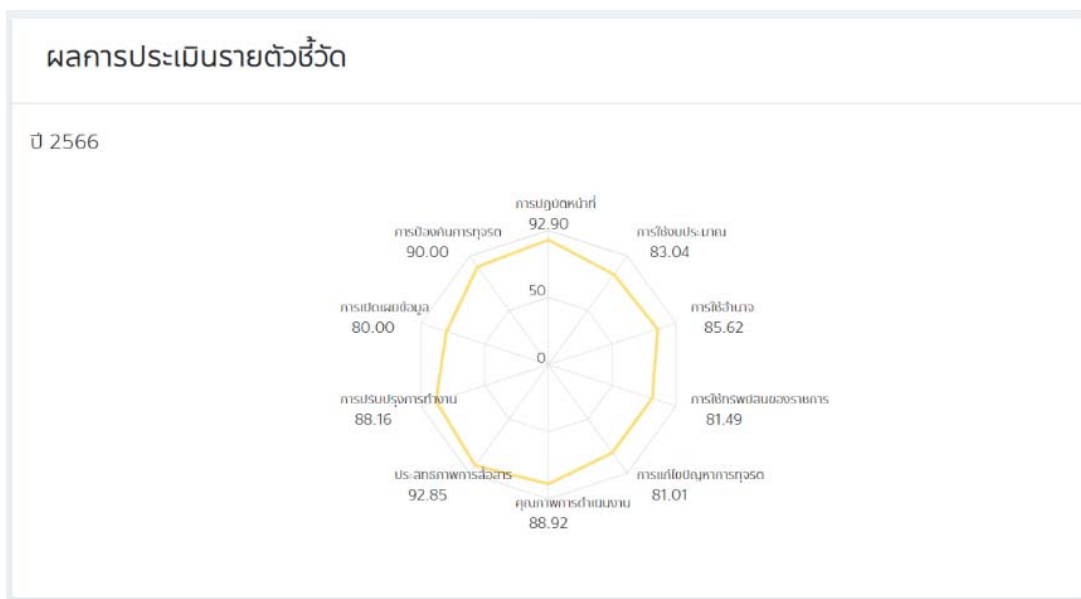 ผลการประเมินรายตัวชี้วัด
ปี 2566
การปฏิบัติหน้าที่
92.90
การป้องกันการทุจริต
90.00
การใช้งบประมาณ
83.04
50
การเปิดเผยข้อมูล
80.00
การใช้อำนาจ
85.62
0
การปรับปรุงการทำงาน
88.16
การใช้ทรัพย์สินของราชการ
81.49
ประสิทธิภาพการสื่อสาร
92.85
การแก้ไขปัญหาการทุจริต
81.01
คุณภาพการดำเนินงาน
88.92